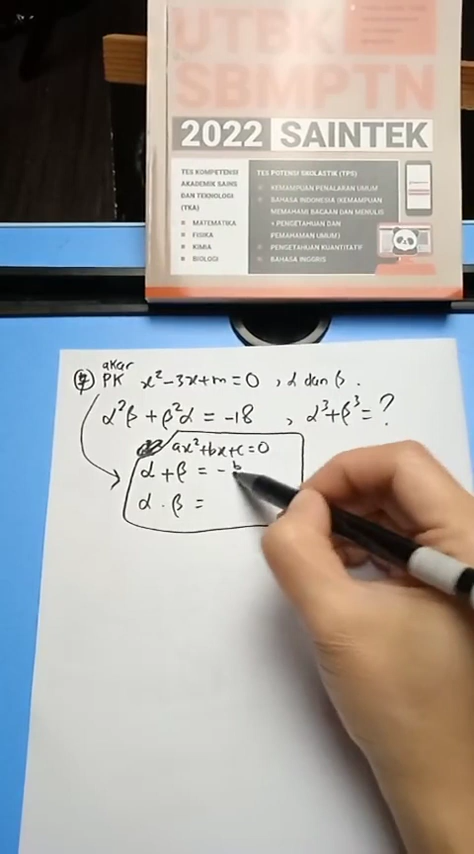 UTBK
SBMPTN
2022 SAINTEK
TES KOMPETENSI
AKADEMIK SAINS
DAN TEKNOLOGI
(TKA)
MATEMATIKA
FISIKA
KIMIA
BIOLOGI
TES POTENSI SKOLASTIK (TPS)
KEMAMPUAN PENALARAN UMUM
BAHASA INDONESIA (KEMAMPUAN
MEMAHAMI BACAAN DAN MENULIS
+ PENGETAHUAN DAN
PEMAHAMAN UMUM)
PENGETAHUAN KUANTITATIF
BAHASA INGGRIS
akar
PK x²-3x+m=0 , α dan β .
α²β + β²α = -18 , α³+β³=?
ax²+bx+c=0
α + β = - b
α . β =